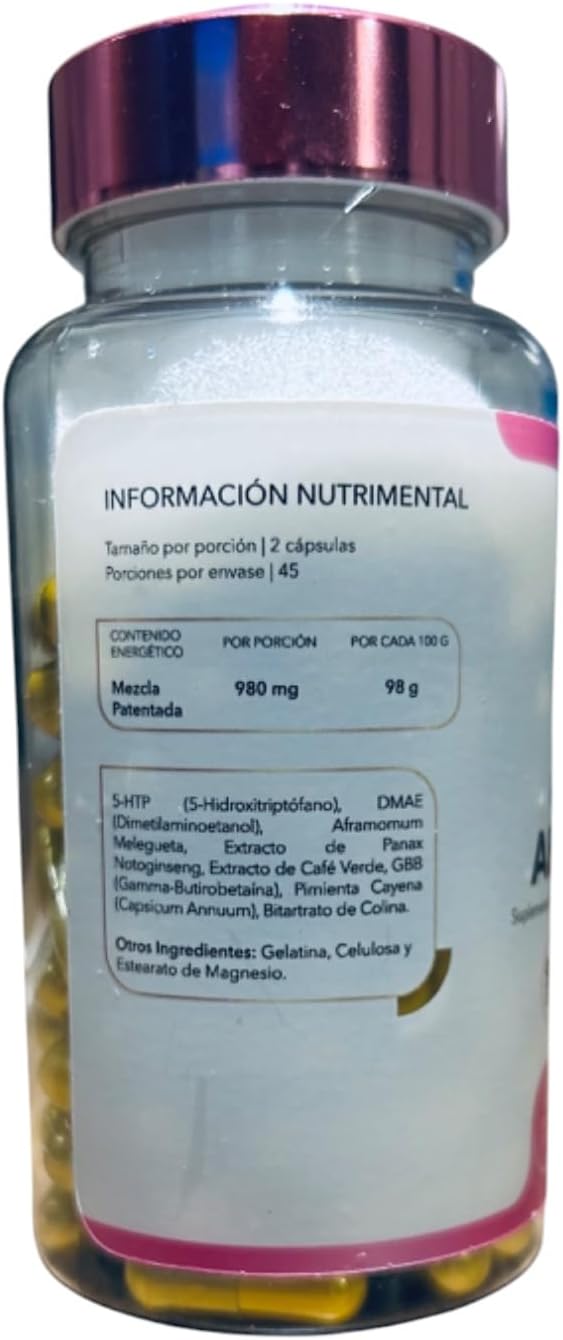 INFORMACIÓN NUTRIMENTAL
Tamaño por porción | 2 cápsulas
Porciones por envase | 45
CONTENIDO ENERGÉTICO POR PORCIÓN POR CADA 100 G
Mezcla Patentada 980 mg 98 g
5-HTP (5-Hidroxitriptófano), DMAE
(Dimetilaminoetanol), Aframomum
Melegueta, Extracto de Panax
Notoginseng, Extracto de Café Verde, GBB
(Gamma-Butirobetaína), Pimienta Cayena
(Capsicum Annuum), Bitartrato de Colina.
Otros Ingredientes: Gelatina, Celulosa y
Estearato de Magnesio.